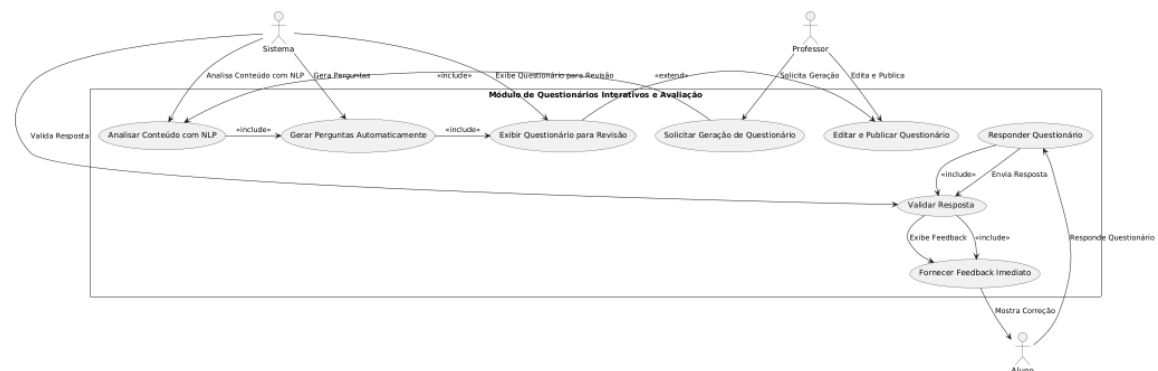 Sistema
Professor
Analisa Conteúdo com NLP
Gera Perguntas
«include»
Exibe Questionário para Revisão
«extend»
Solicita Geração
Edita e Publica
Módulo de Questionários Interativos e Avaliação
Valida Resposta
Analisar Conteúdo com NLP
«include»
Gerar Perguntas Automaticamente
«include»
Exibir Questionário para Revisão
Solicitar Geração de Questionário
Editar e Publicar Questionário
Responder Questionário
«include»
Envia Resposta
Validar Resposta
Exibe Feedback
«include»
Responde Questionário
Fornecer Feedback Imediato
Mostra Correção
Aluno